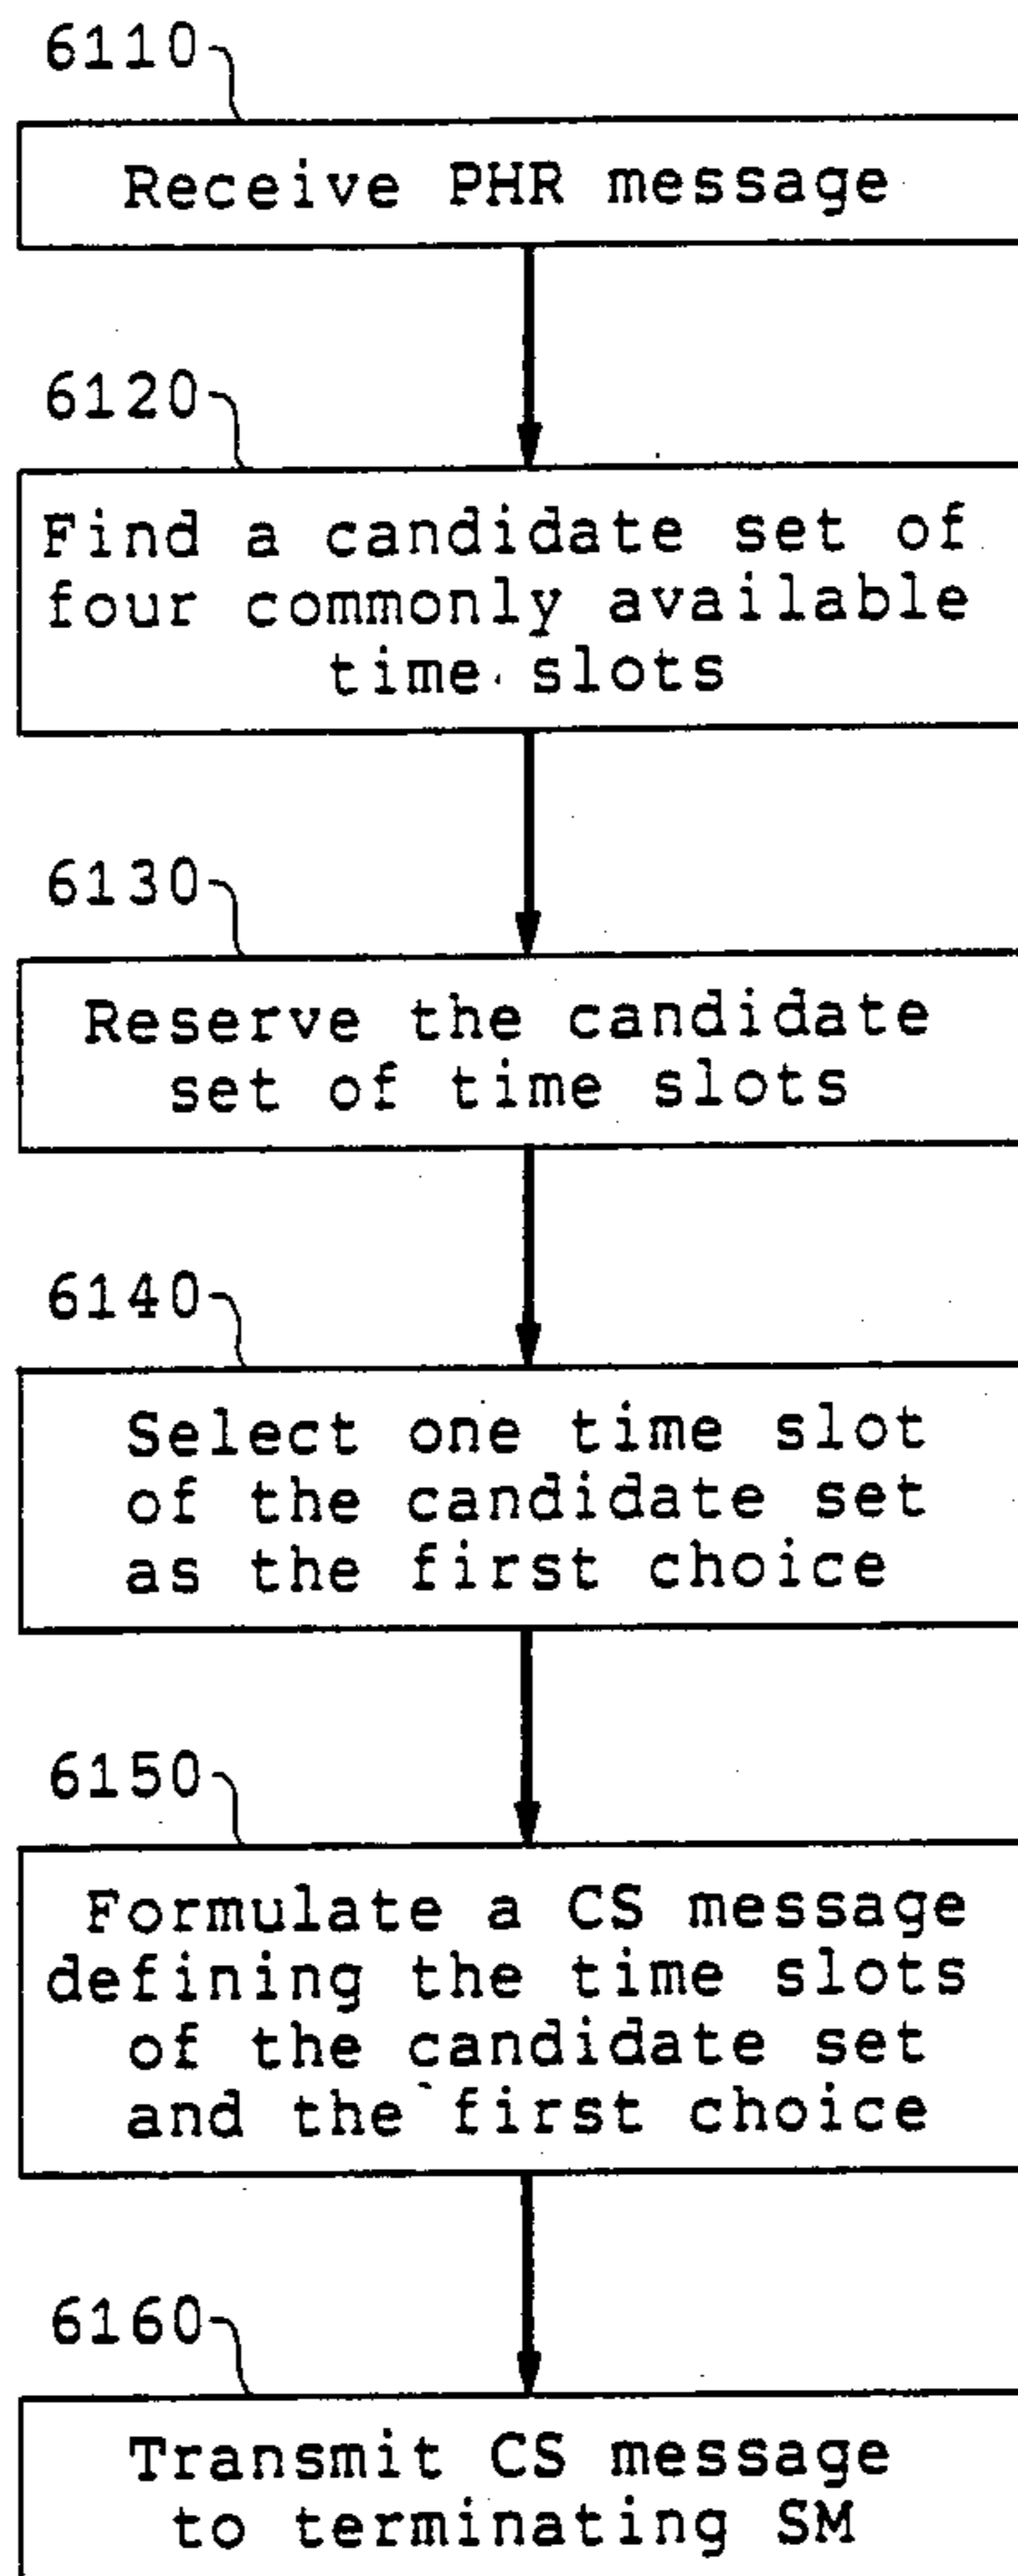 6110
Receive PHR message
6120
Find a candidate set of
four commonly available
time slots
6130
Reserve the candidate
set of time slots
6140
Select one time slot
of the candidate set
as the first choice
6150
Formulate a CS message
defining the time slots
of the candidate set
and the first choice
6160
Transmit CS message
to terminating SM